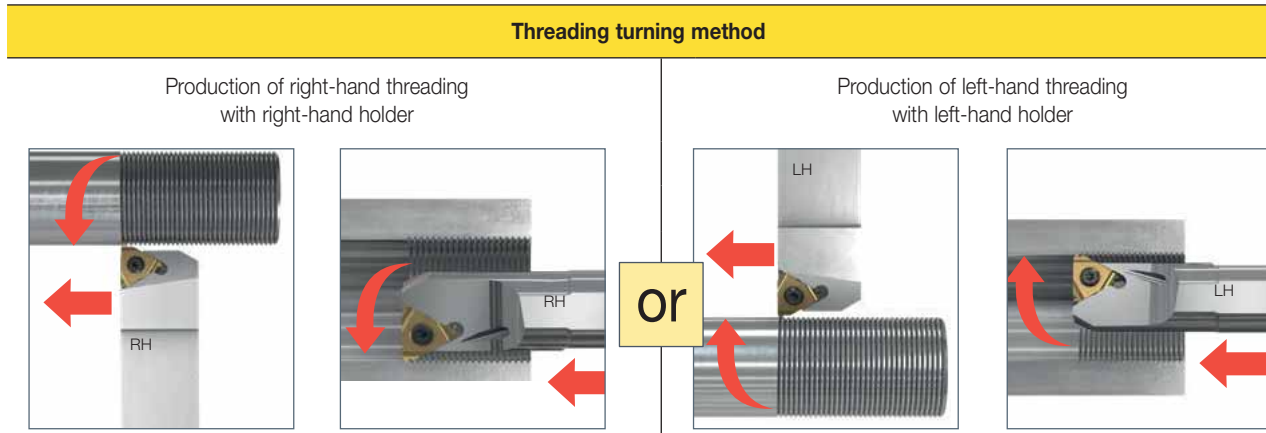 Threading turning method
Production of right-hand threading
with right-hand holder
Production of left-hand threading
with left-hand holder
RH
RH
or
LH
LH